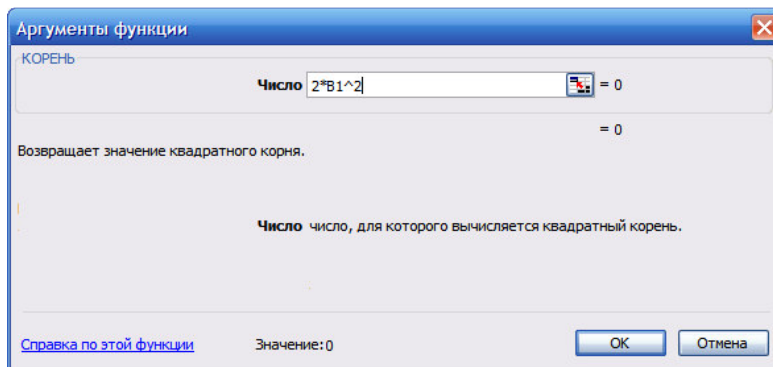 Аргументы функции
КОРЕНЬ
Число 2*B1^2 = 0
= 0
Возвращает значение квадратного корня.
Число число, для которого вычисляется квадратный корень.
Справка по этой функции Значение:0 OK Отмена